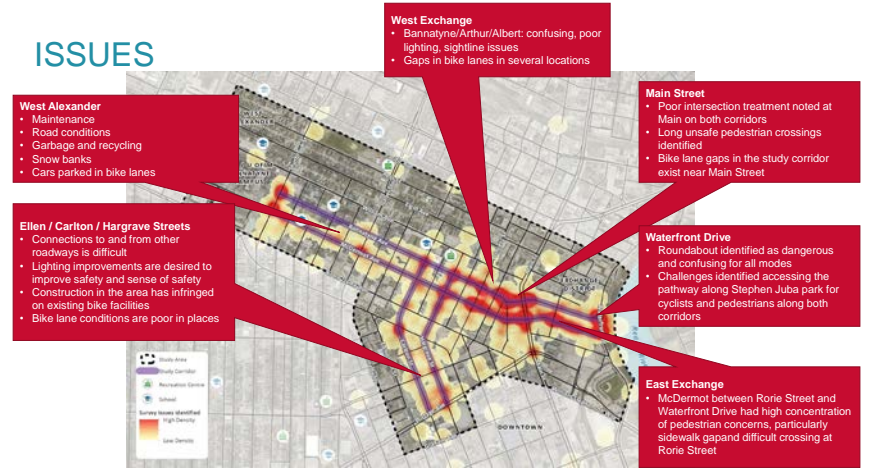 ISSUES
West Exchange
• Bannatyne/Arthur/Albert: confusing, poor
lighting, sightline issues
• Gaps in bike lanes in several locations
West Alexander
• Maintenance
• Road conditions
• Garbage and recycling
• Snow banks
• Cars parked in bike lanes
Main Street
• Poor intersection treatment noted at
Main on both corridors
• Long unsafe pedestrian crossings
identified
• Bike lane gaps in the study corridor
exist near Main Street
Ellen / Carlton / Hargrave Streets
• Connections to and from other
roadways is difficult
• Lighting improvements are desired to
improve safety and sense of safety
• Construction in the area has infringed
on existing bike facilities
• Bike lane conditions are poor in places
Waterfront Drive
• Roundabout identified as dangerous
and confusing for all modes
• Challenges identified accessing the
pathway along Stephen Juba park for
cyclists and pedestrians along both
corridors
East Exchange
• McDermot between Rorie Street and
Waterfront Drive had high concentration
of pedestrian concerns, particularly
sidewalk gapand difficult crossing at
Rorie Street
Study Area
Study Corridor
Recreation Centre
School
Survey issues identified
High Density
Low Density
DOWNTOWN